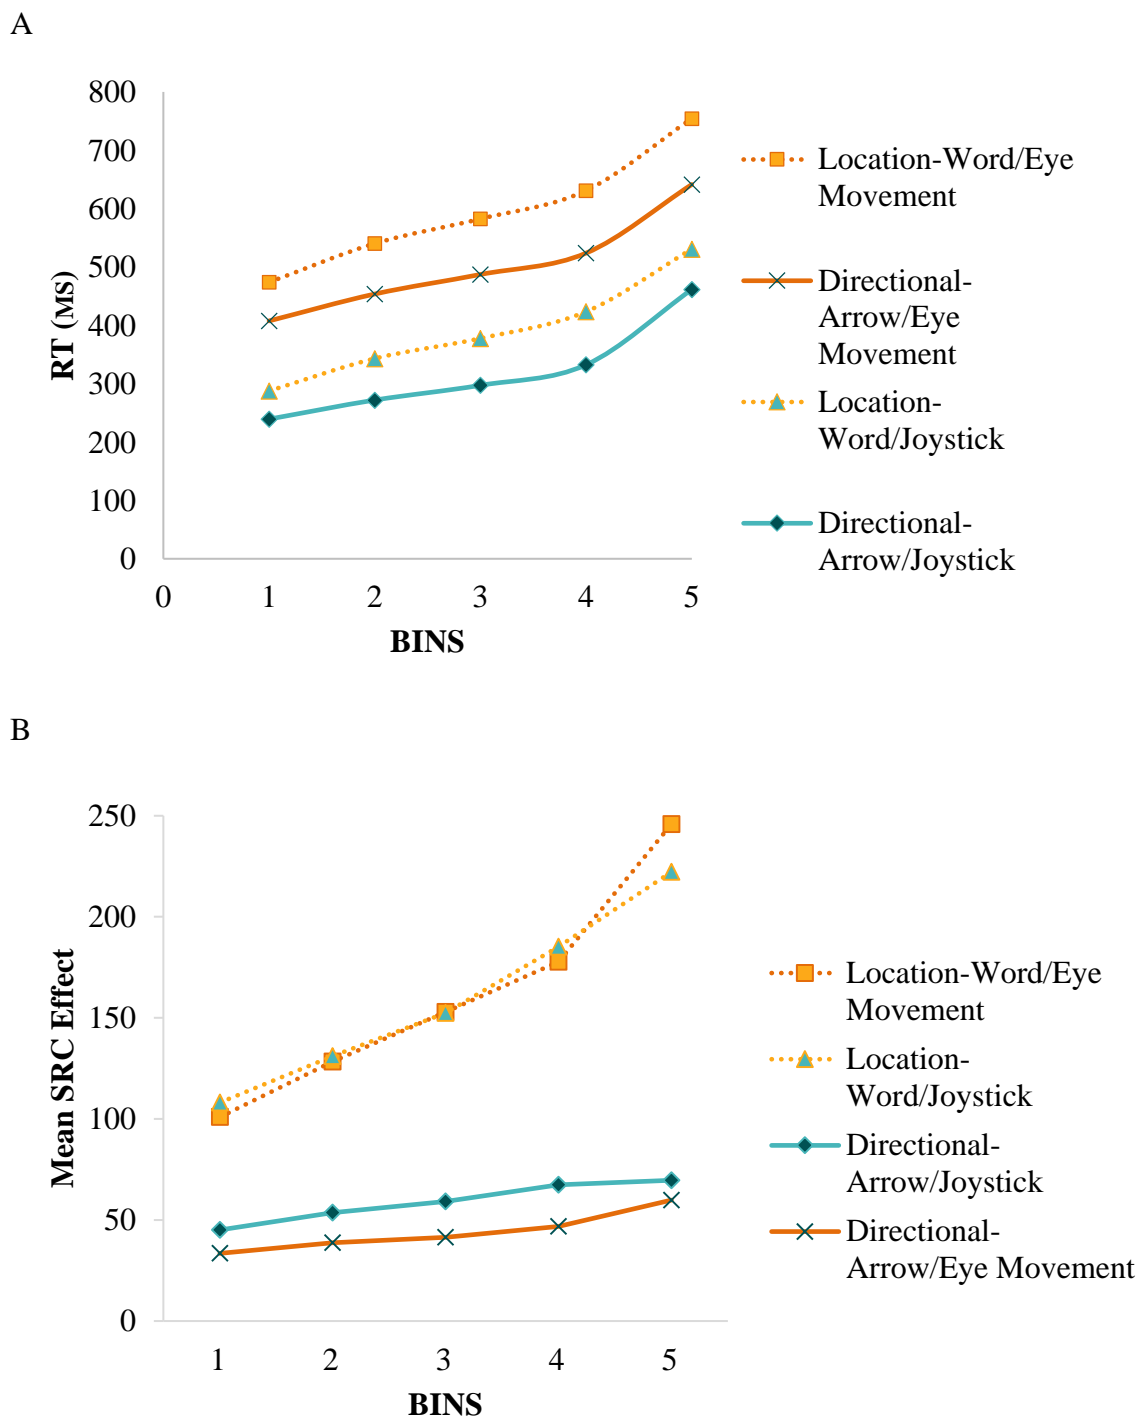 A
800
700
600
500
400
300
200
100
0
RT (MS)
0 1 2 3 4 5
BINS
Location-Word/Eye
Movement
Directional-
Arrow/Eye
Movement
Location-
Word/Joystick
Directional-
Arrow/Joystick
B
250
200
150
100
50
0
Mean SRC Effect
1 2 3 4 5
BINS
Location-Word/Eye
Movement
Location-
Word/Joystick
Directional-
Arrow/Joystick
Directional-
Arrow/Eye Movement